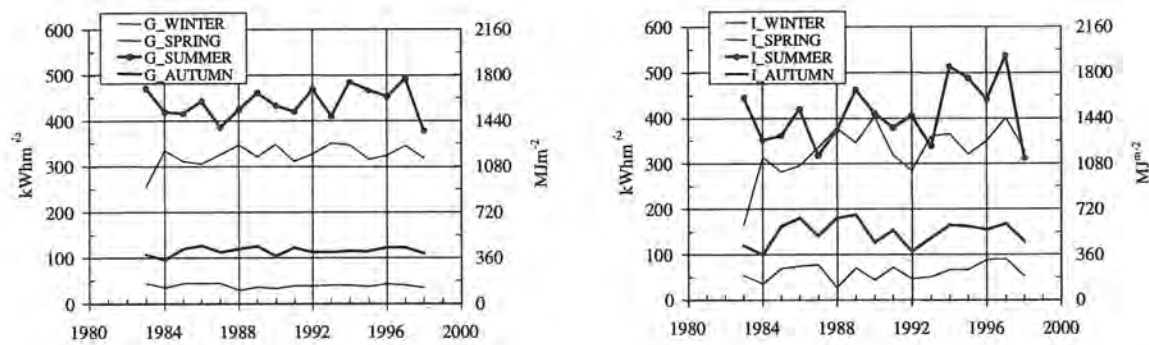 G_WINTER
G_SPRING
G_SUMMER
G_AUTUMN
600
500
400
300
200
100
0
kWhm⁻²
2160
1800
1440
1080
720
360
0
MJm⁻²
1980 1984 1988 1992 1996 2000
I_WINTER
I_SPRING
I_SUMMER
I_AUTUMN
600
500
400
300
200
100
0
kWhm⁻²
2160
1800
1440
1080
720
360
0
MJm⁻²
1980 1984 1988 1992 1996 2000